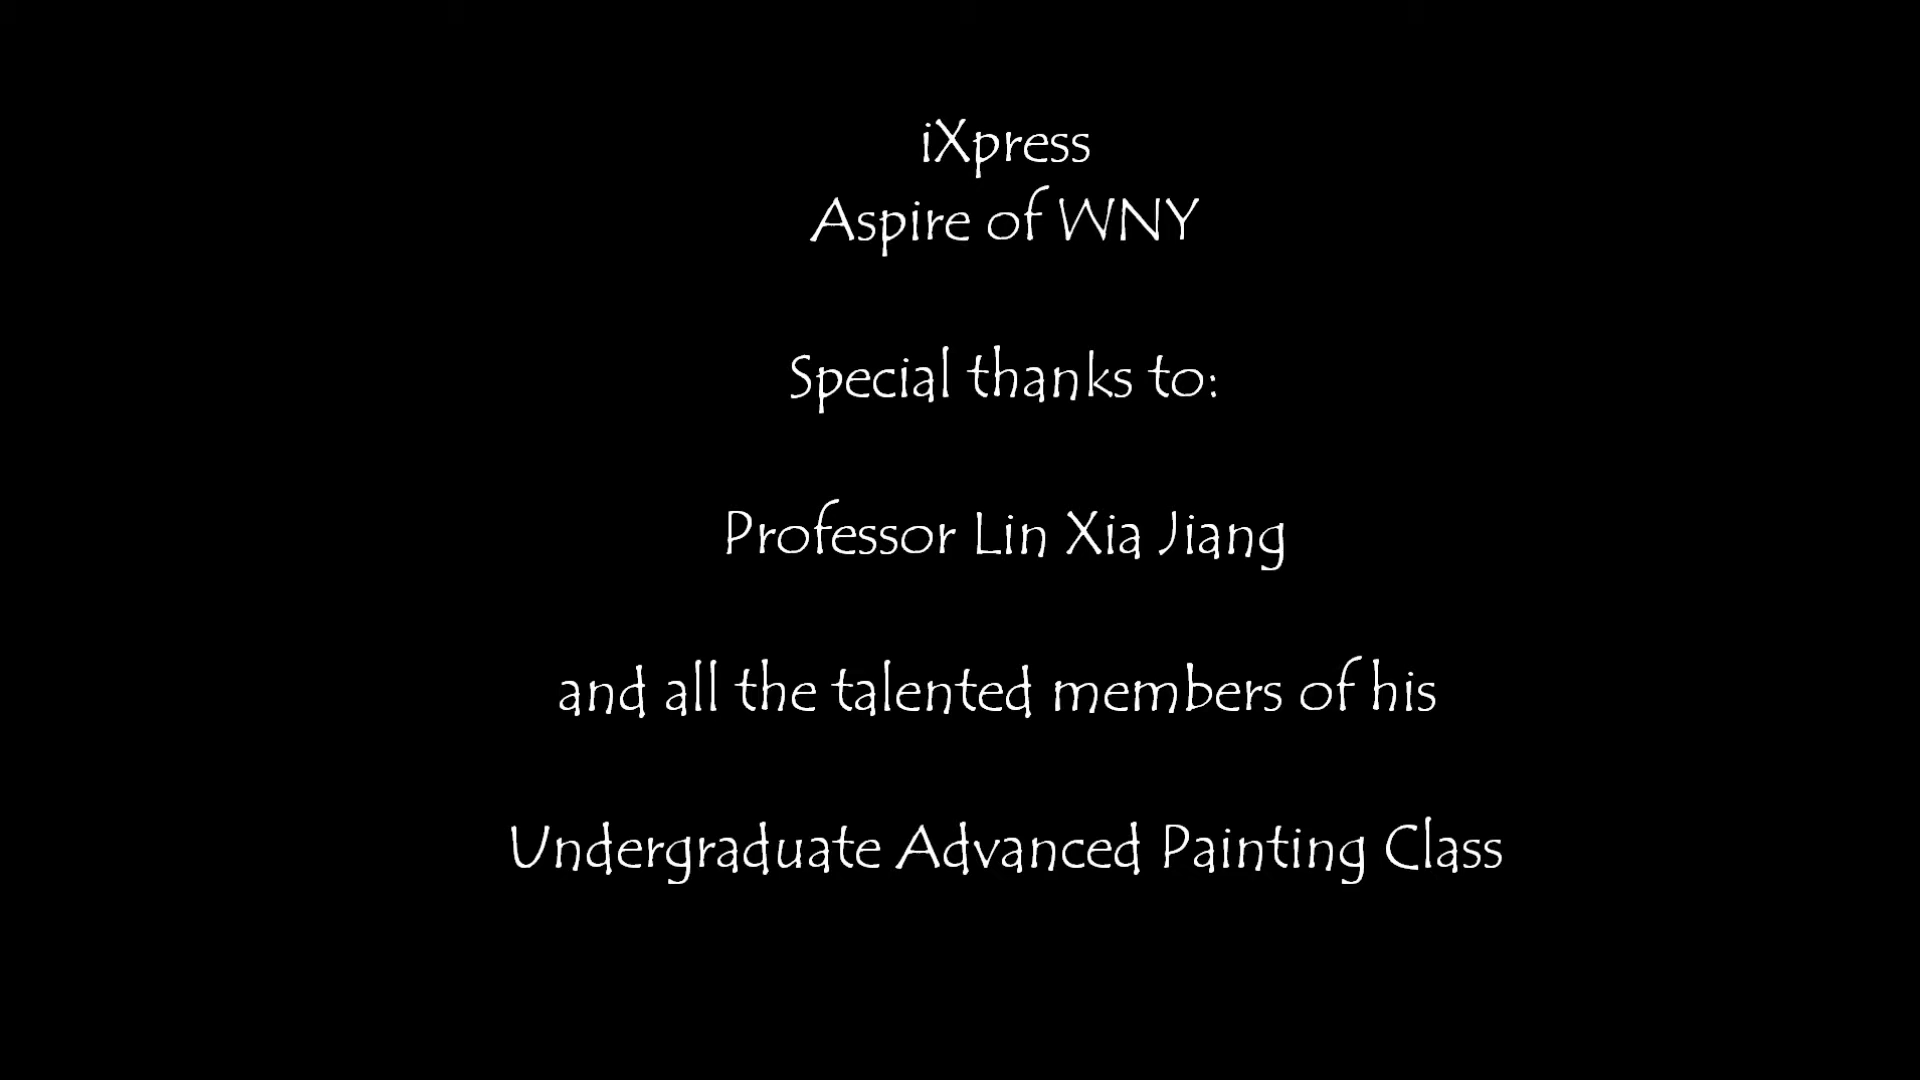 iXpress
Aspire of WNY
Special thanks to:
Professor Lin Xia Jiang
and all the talented members of his
Undergraduate Advanced Painting Class